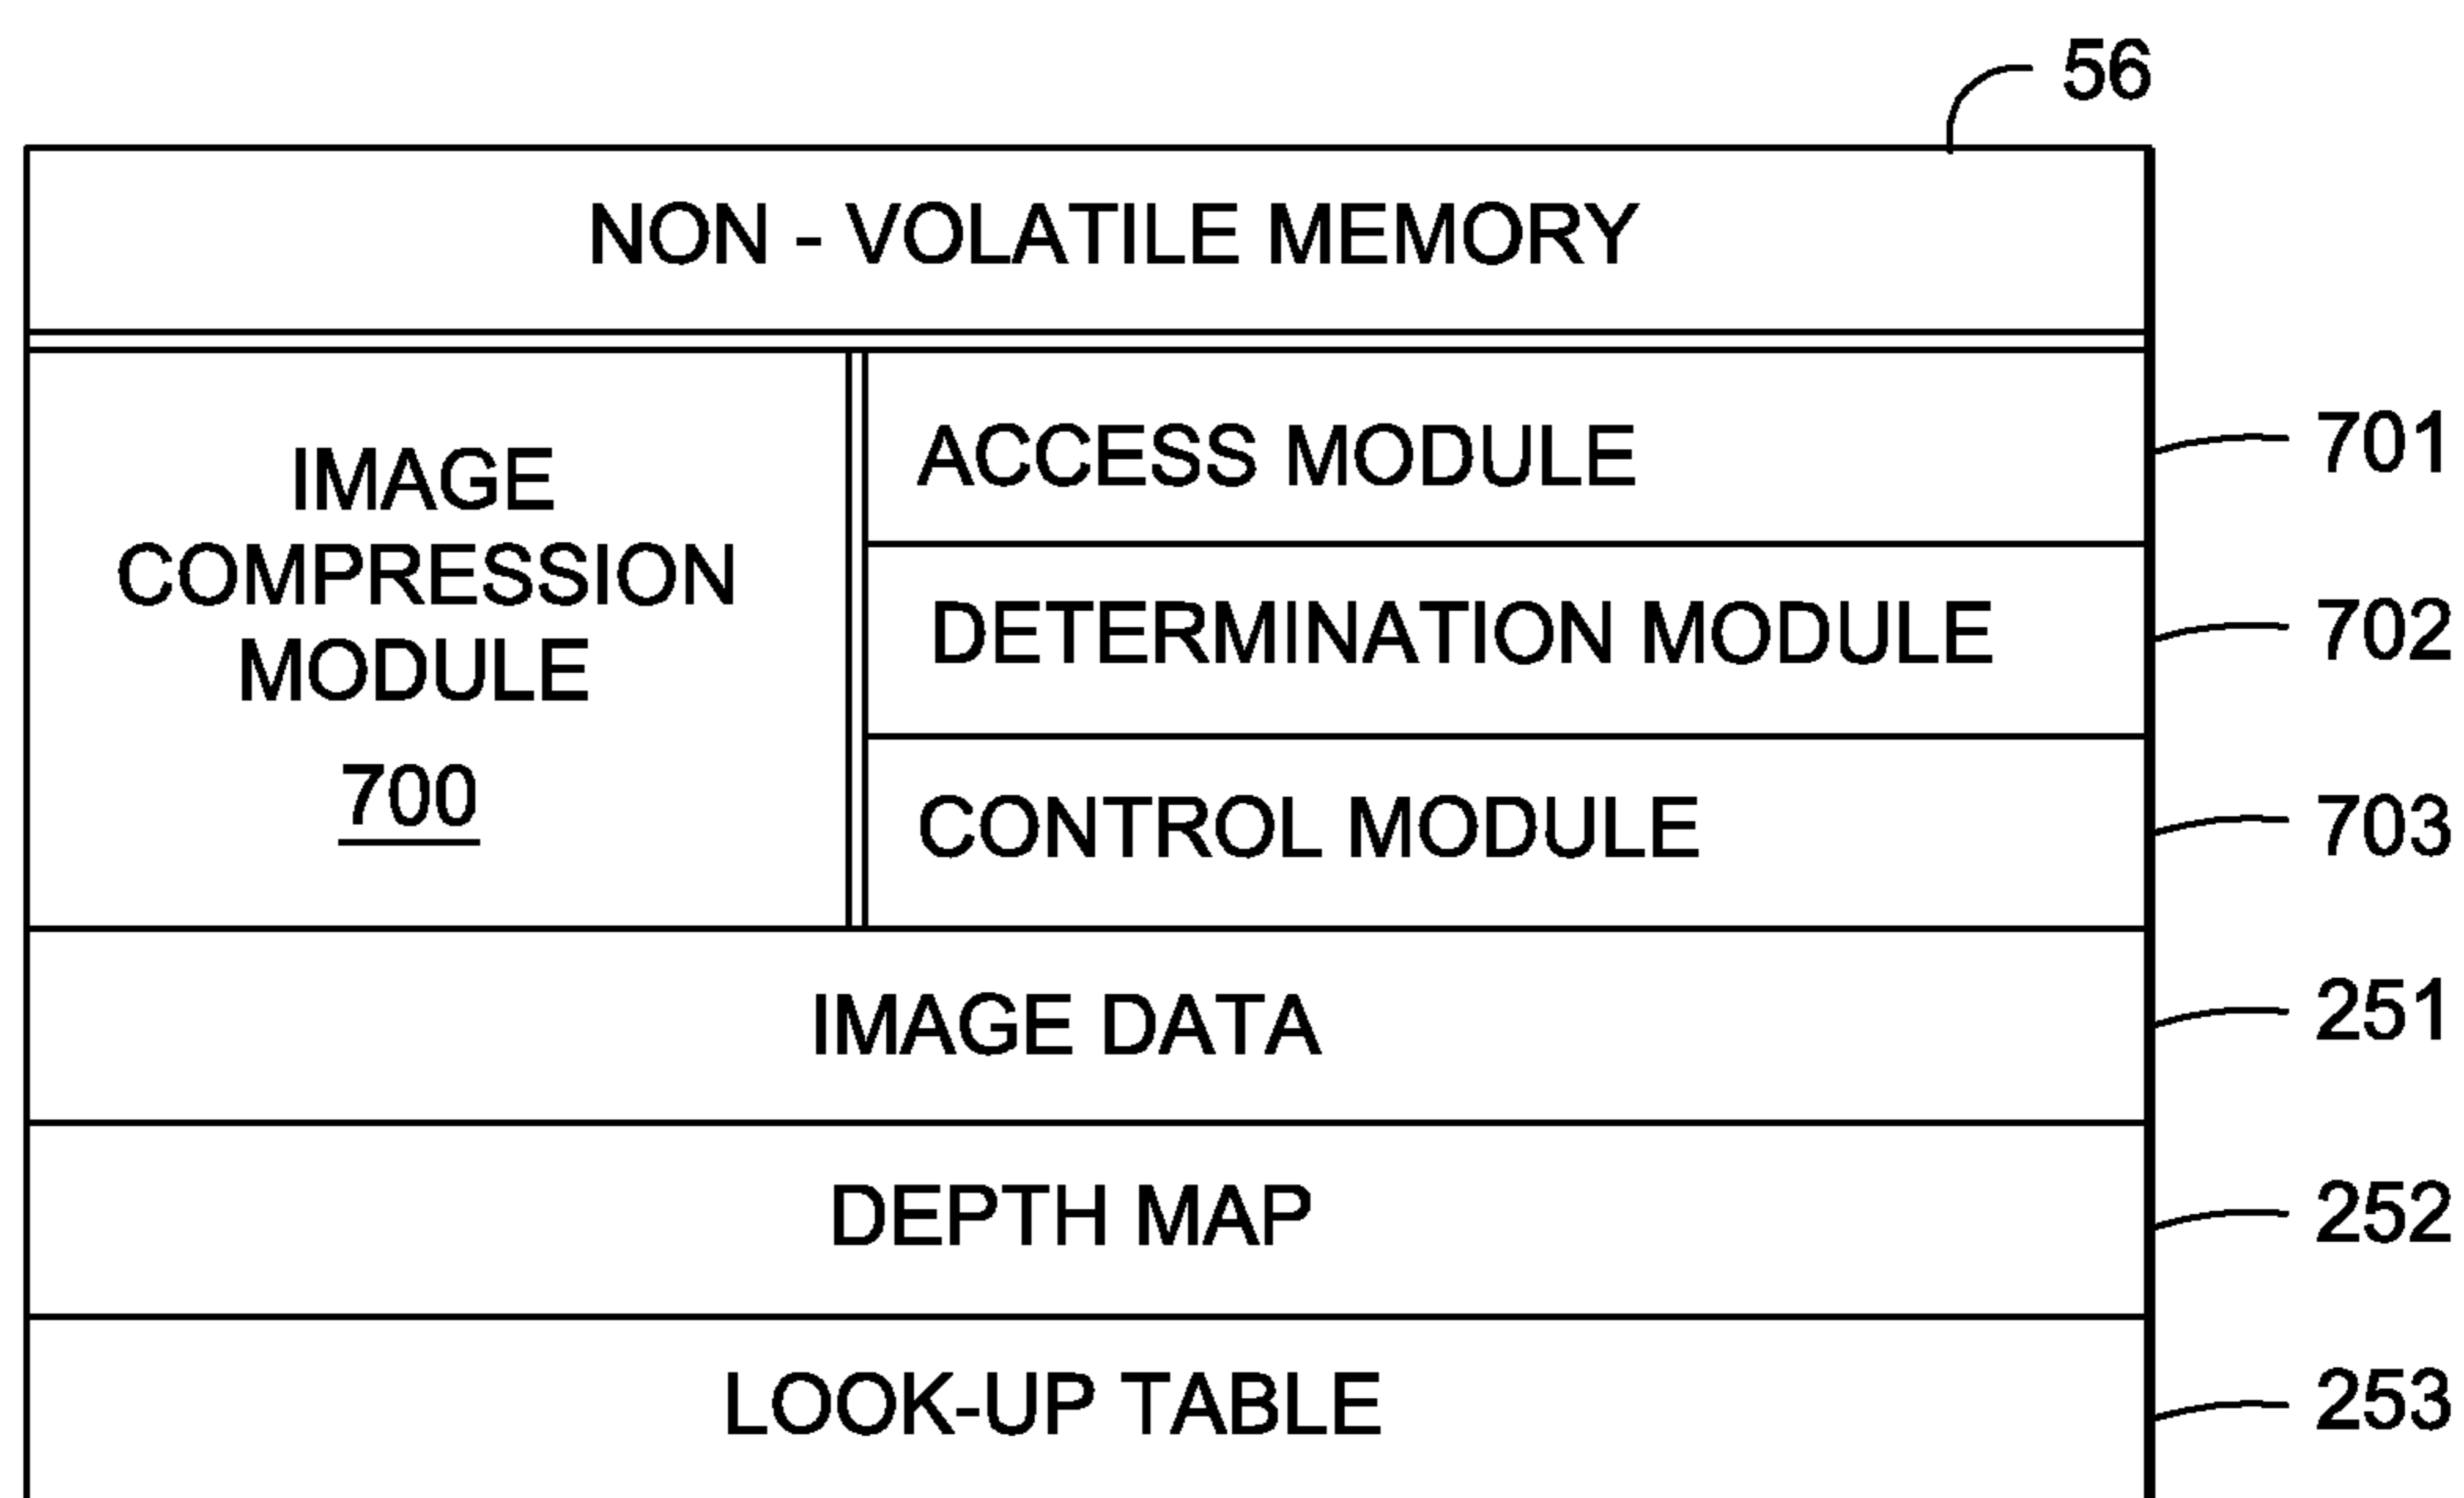 56
NON - VOLATILE MEMORY
IMAGE
COMPRESSION
MODULE
700
ACCESS MODULE
701
DETERMINATION MODULE
702
CONTROL MODULE
703
IMAGE DATA
251
DEPTH MAP
252
LOOK-UP TABLE
253